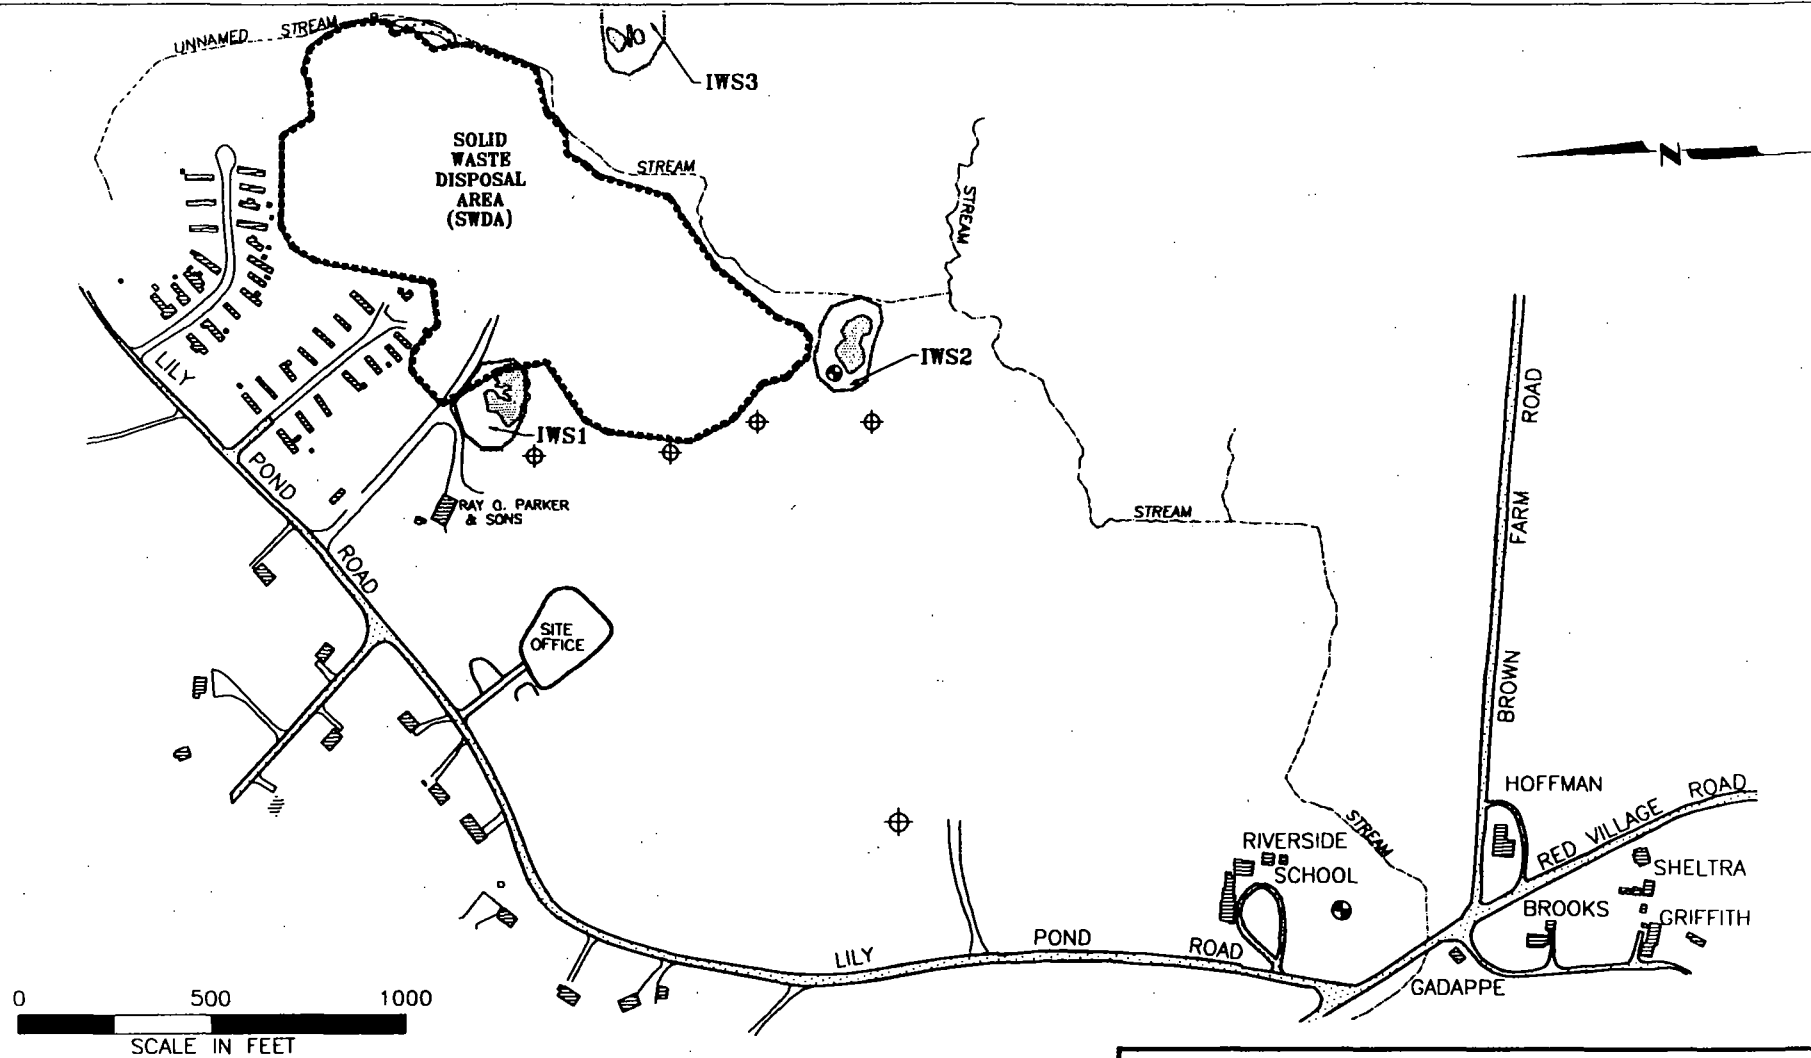 UNNAMED STREAM
IWS3
SOLID
WASTE
DISPOSAL
AREA
(SWDA)
STREAM
STREAM
N
IWS2
LILY
IWS1
POND
RAY O. PARKER
& SONS
ROAD
SITE
OFFICE
STREAM
ROAD
FARM
BROWN
HOFFMAN
RED VILLAGE ROAD
STREAM
RIVERSIDE
SCHOOL
SHELTRA
BROOKS
GRIFFITH
LILY POND ROAD
GADAPPE
0 500 1000
SCALE IN FEET